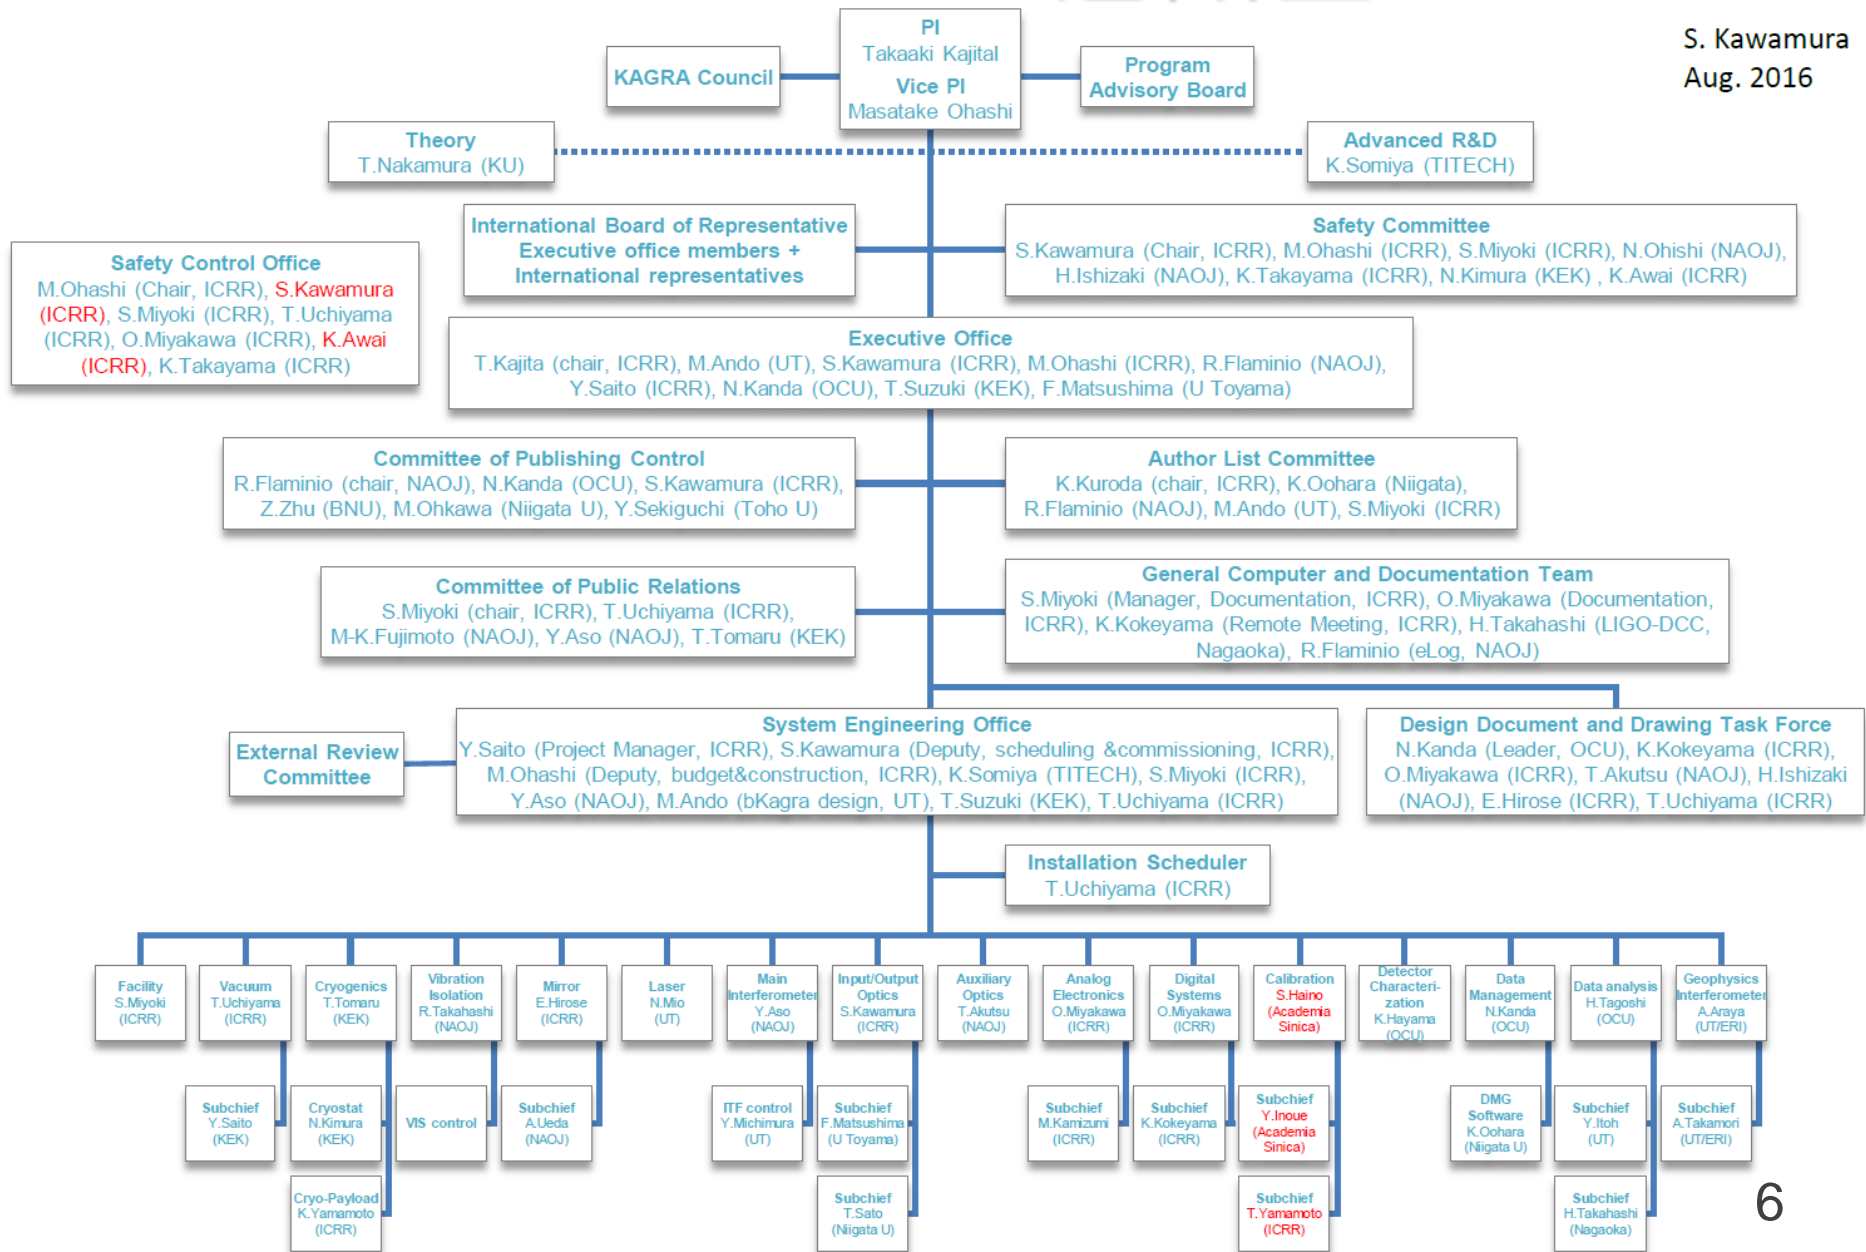 S. Kawamura
Aug. 2016
PI
Takaaki Kajital
Vice PI
Masatake Ohashi
KAGRA Council
Program
Advisory Board
Theory
T.Nakamura (KU)
Advanced R&D
K.Somiya (TITECH)
International Board of Representative
Executive office members +
International representatives
Safety Committee
S.Kawamura (Chair, ICRR), M.Ohashi (ICRR), S.Miyoki (ICRR), N.Ohishi (NAOJ),
H.Ishizaki (NAOJ), K.Takayama (ICRR), N.Kimura (KEK) , K.Awai (ICRR)
Safety Control Office
M.Ohashi (Chair, ICRR), S.Kawamura
(ICRR), S.Miyoki (ICRR), T.Uchiyama
(ICRR), O.Miyakawa (ICRR), K.Awai
(ICRR), K.Takayama (ICRR)
Executive Office
T.Kajita (chair, ICRR), M.Ando (UT), S.Kawamura (ICRR), M.Ohashi (ICRR), R.Flaminio (NAOJ),
Y.Saito (ICRR), N.Kanda (OCU), T.Suzuki (KEK), F.Matsushima (U Toyama)
Committee of Publishing Control
R.Flaminio (chair, NAOJ), N.Kanda (OCU), S.Kawamura (ICRR),
Z.Zhu (BNU), M.Ohkawa (Niigata U), Y.Sekiguchi (Toho U)
Author List Committee
K.Kuroda (chair, ICRR), K.Oohara (Niigata),
R.Flaminio (NAOJ), M.Ando (UT), S.Miyoki (ICRR)
Committee of Public Relations
S.Miyoki (chair, ICRR), T.Uchiyama (ICRR),
M-K.Fujimoto (NAOJ), Y.Aso (NAOJ), T.Tomaru (KEK)
General Computer and Documentation Team
S.Miyoki (Manager, Documentation, ICRR), O.Miyakawa (Documentation,
ICRR), K.Kokeyama (Remote Meeting, ICRR), H.Takahashi (LIGO-DCC,
Nagaoka), R.Flaminio (eLog, NAOJ)
External Review
Committee
System Engineering Office
Y.Saito (Project Manager, ICRR), S.Kawamura (Deputy, scheduling &commissioning, ICRR),
M.Ohashi (Deputy, budget&construction, ICRR), K.Somiya (TITECH), S.Miyoki (ICRR),
Y.Aso (NAOJ), M.Ando (bKagra design, UT), T.Suzuki (KEK), T.Uchiyama (ICRR)
Design Document and Drawing Task Force
N.Kanda (Leader, OCU), K.Kokeyama (ICRR),
O.Miyakawa (ICRR), T.Akutsu (NAOJ), H.Ishizaki
(NAOJ), E.Hirose (ICRR), T.Uchiyama (ICRR)
Installation Scheduler
T.Uchiyama (ICRR)
Facility
S.Miyoki
(ICRR)
Vacuum
T.Uchiyama
(ICRR)
Cryogenics
T.Tomaru
(KEK)
Vibration
Isolation
R.Takahashi
(NAOJ)
Mirror
E.Hirose
(ICRR)
Laser
N.Mio
(UT)
Main
Interferometer
Y.Aso
(NAOJ)
Input/Output
Optics
S.Kawamura
(ICRR)
Auxiliary
Optics
T.Akutsu
(NAOJ)
Analog
Electronics
O.Miyakawa
(ICRR)
Digital
Systems
O.Miyakawa
(ICRR)
Calibration
S.Haino
(Academia
Sinica)
Detector
Characteri-
zation
K.Hayama
(OCU)
Data
Management
N.Kanda
(OCU)
Data analysis
H.Tagoshi
(OCU)
Geophysics
Interferometer
A.Araya
(UT/ERI)
Subchief
Y.Saito
(KEK)
Cryostat
N.Kimura
(KEK)
VIS control
Subchief
A.Ueda
(NAOJ)
ITF control
Y.Michimura
(UT)
Subchief
F.Matsushima
(U Toyama)
Subchief
M.Kamizumi
(ICRR)
Subchief
K.Kokeyama
(ICRR)
Subchief
Y.Inoue
(Academia
Sinica)
DMG
Software
K.Oohara
(Niigata U)
Subchief
Y.Itoh
(UT)
Subchief
A.Takamori
(UT/ERI)
Cryo-Payload
K.Yamamoto
(ICRR)
Subchief
T.Sato
(Niigata U)
Subchief
T.Yamamoto
(ICRR)
Subchief
H.Takahashi
(Nagaoka)
6